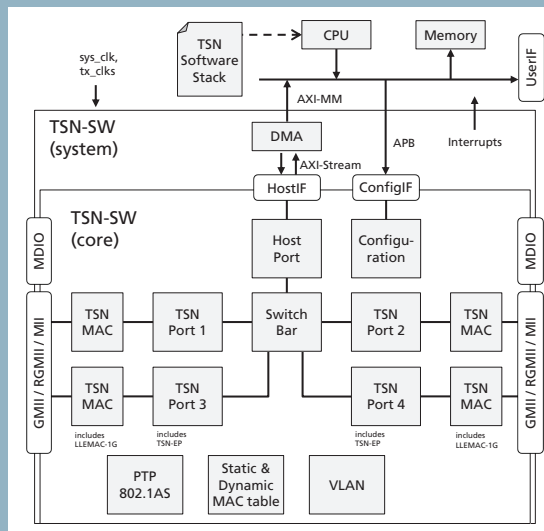 TSN
Software
Stack
CPU
Memory
UserIF
sys_clk,
tx_clks
AXI-MM
TSN-SW
(system)
DMA
APB
Interrupts
AXI-Stream
HostIF
ConfigIF
TSN-SW
(core)
MDIO
Host
Port
Configu-
ration
MDIO
GMII / RGMII / MII
TSN
MAC
TSN
Port 1
Switch
Bar
TSN
Port 2
TSN
MAC
GMII / RGMII / MII
TSN
MAC
TSN
Port 3
TSN
Port 4
TSN
MAC
includes
LLEMAC-1G
includes
TSN-EP
includes
TSN-EP
includes
LLEMAC-1G
PTP
802.1AS
Static &
Dynamic
MAC table
VLAN